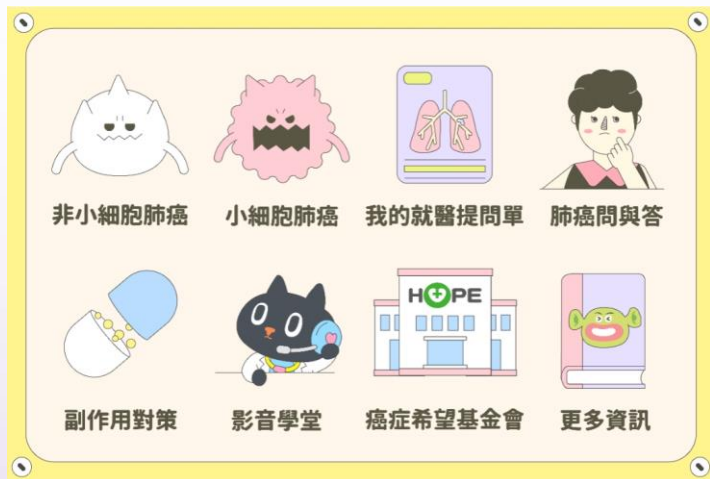 非小細胞肺癌
小細胞肺癌
我的就醫提問單
肺癌問與答
HOPE
副作用對策
影音學堂
癌症希望基金會
更多資訊